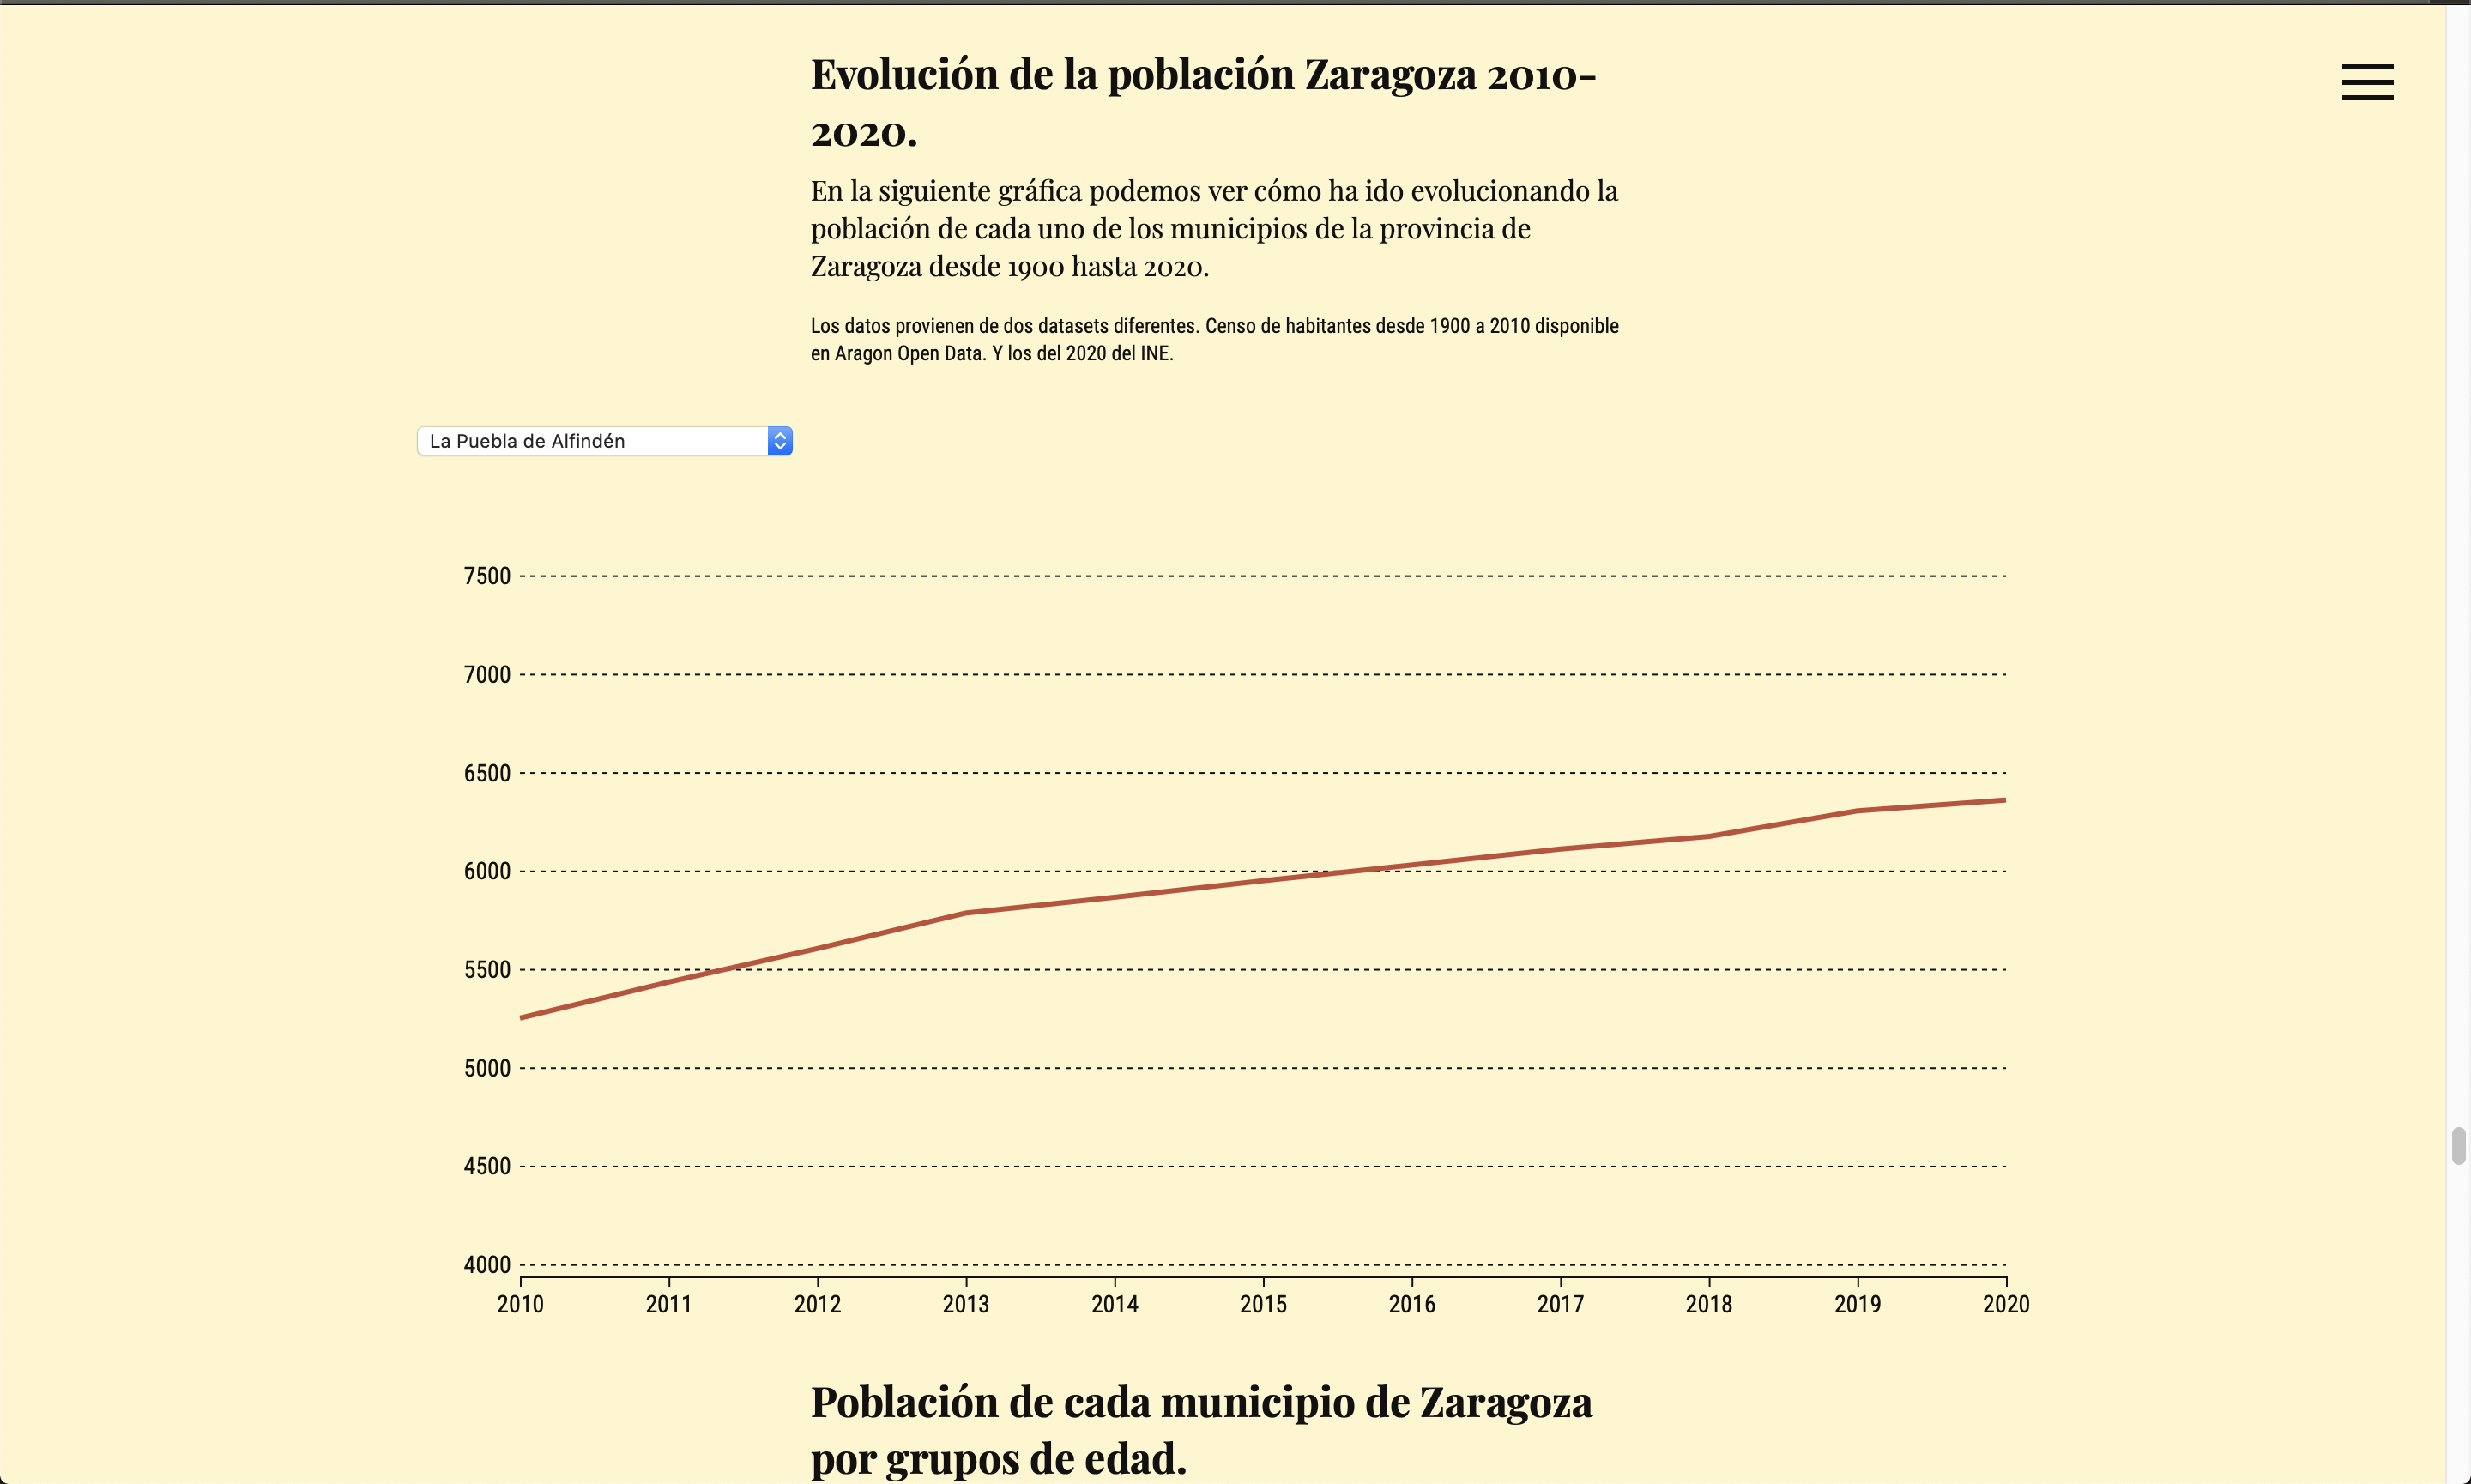 Evolución de la población Zaragoza 2010-
2020.
En la siguiente gráfica podemos ver cómo ha ido evolucionando la
población de cada uno de los municipios de la provincia de
Zaragoza desde 1900 hasta 2020.
Los datos provienen de dos datasets diferentes. Censo de habitantes desde 1900 a 2010 disponible
en Aragon Open Data. Y los del 2020 del INE.
La Puebla de Alfindén
7500
7000
6500
6000
5500
5000
4500
4000
2010 2011 2012 2013 2014 2015 2016 2017 2018 2019 2020
Población de cada municipio de Zaragoza
por grupos de edad.